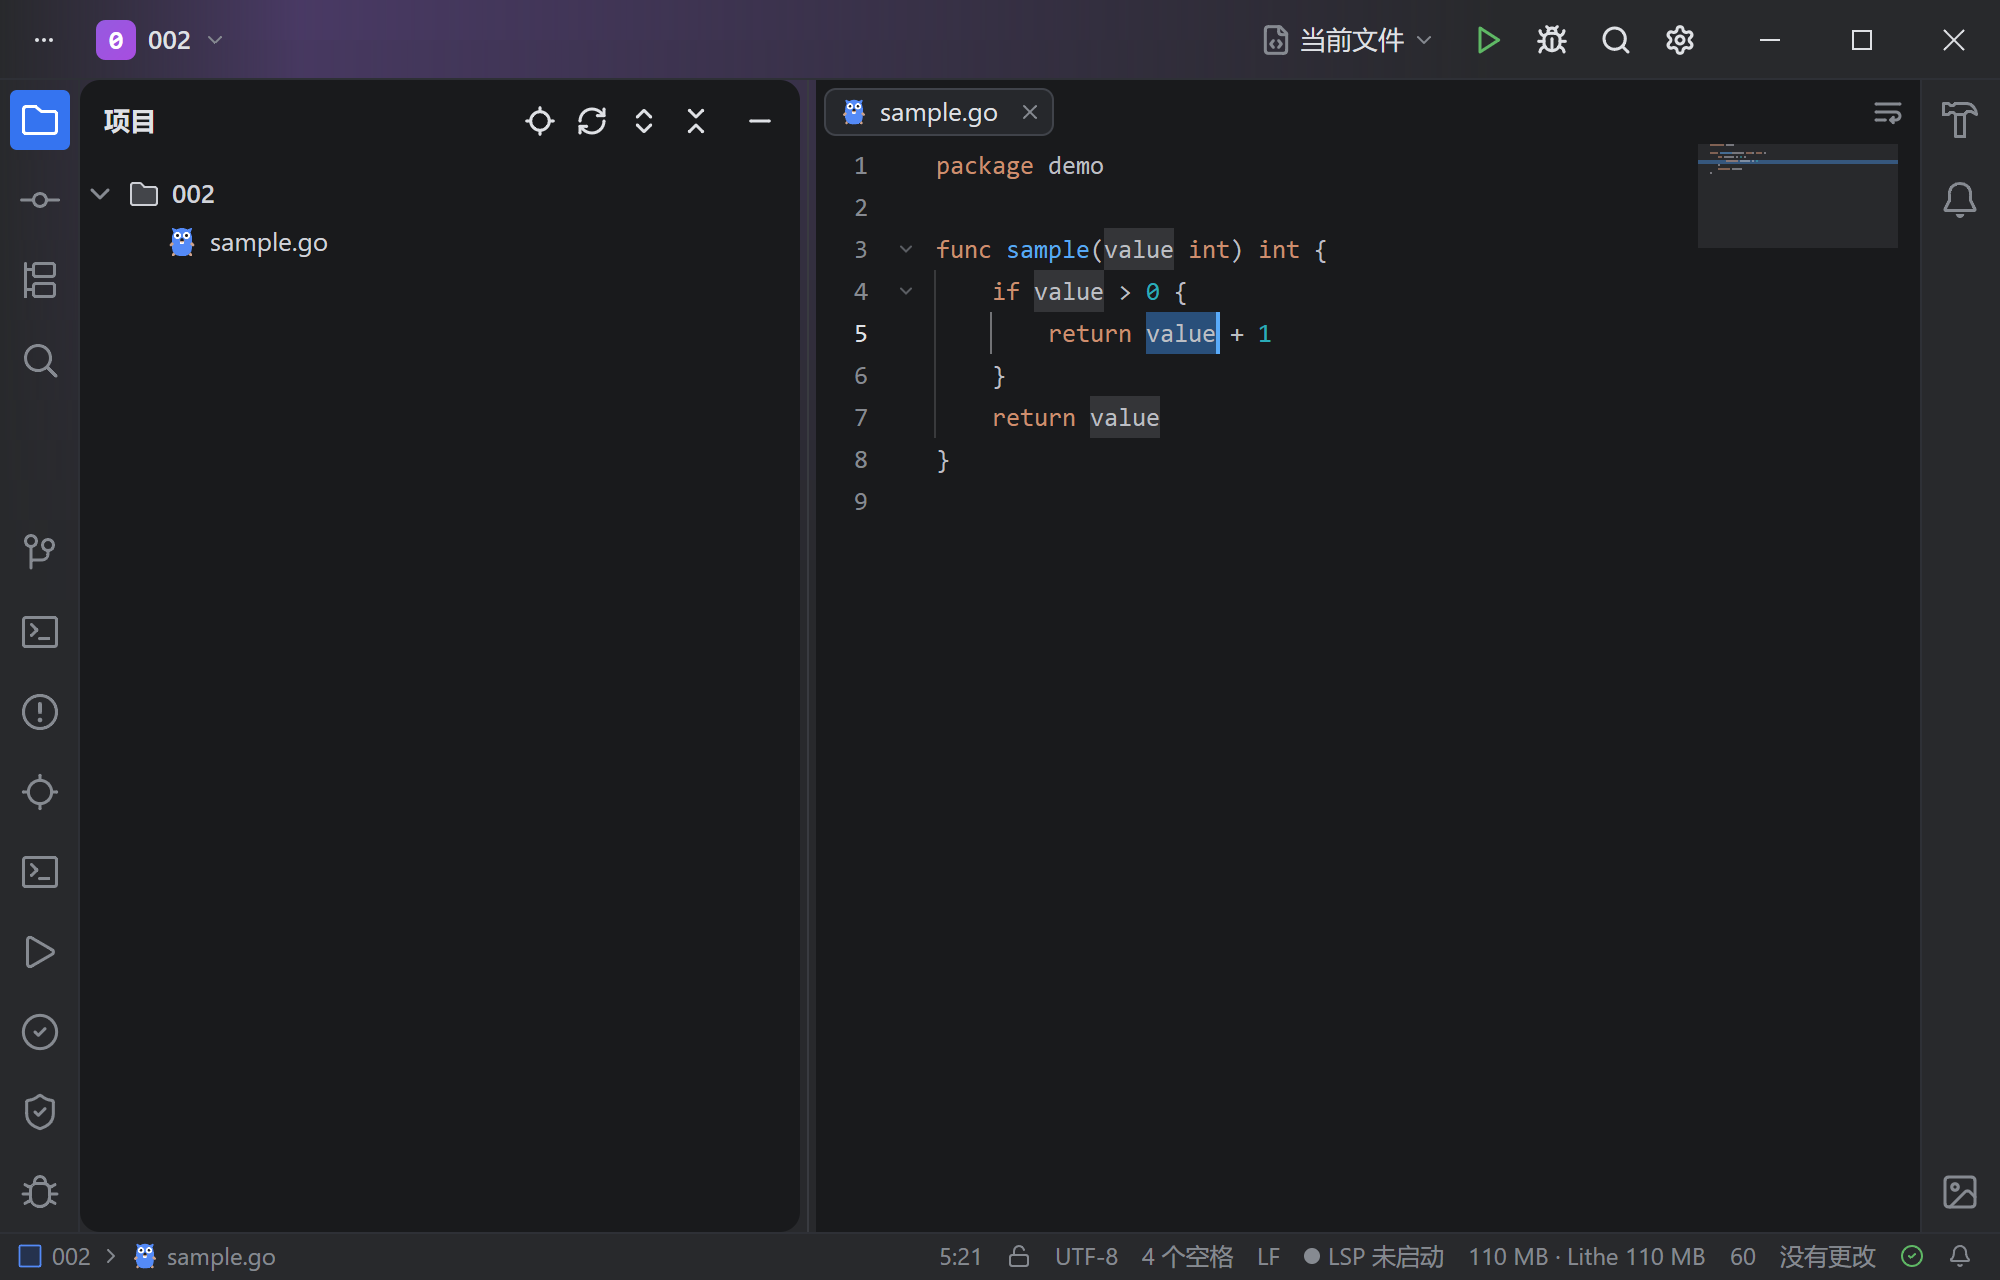 0 002 当前文件
项目
002
sample.go
sample.go
1 package demo
2
3 func sample(value int) int {
4 if value > 0 {
5 return value + 1
6 }
7 return value
8 }
9
002 > sample.go 5:21 UTF-8 4 个空格 LF LSP 未启动 110 MB · Lithe 110 MB 60 没有更改